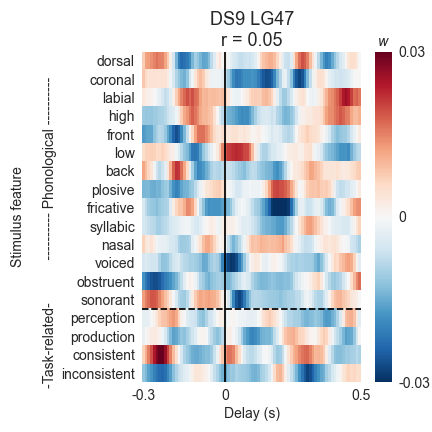 DS9 LG47
r = 0.05
w
dorsal
coronal
labial
high
front
low
back
plosive
fricative
syllabic
nasal
voiced
obstruent
sonorant
perception
production
consistent
inconsistent
Stimulus feature
-Task-related- ---------- Phonological ----------
-0.3
0
0.5
Delay (s)
0.03
0
-0.03